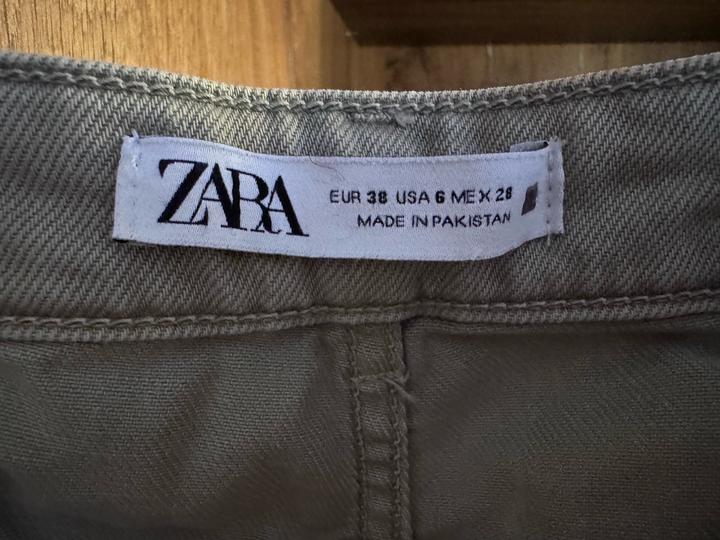 ZARA
EUR 38 USA 6 MEX 28
MADE IN PAKISTAN